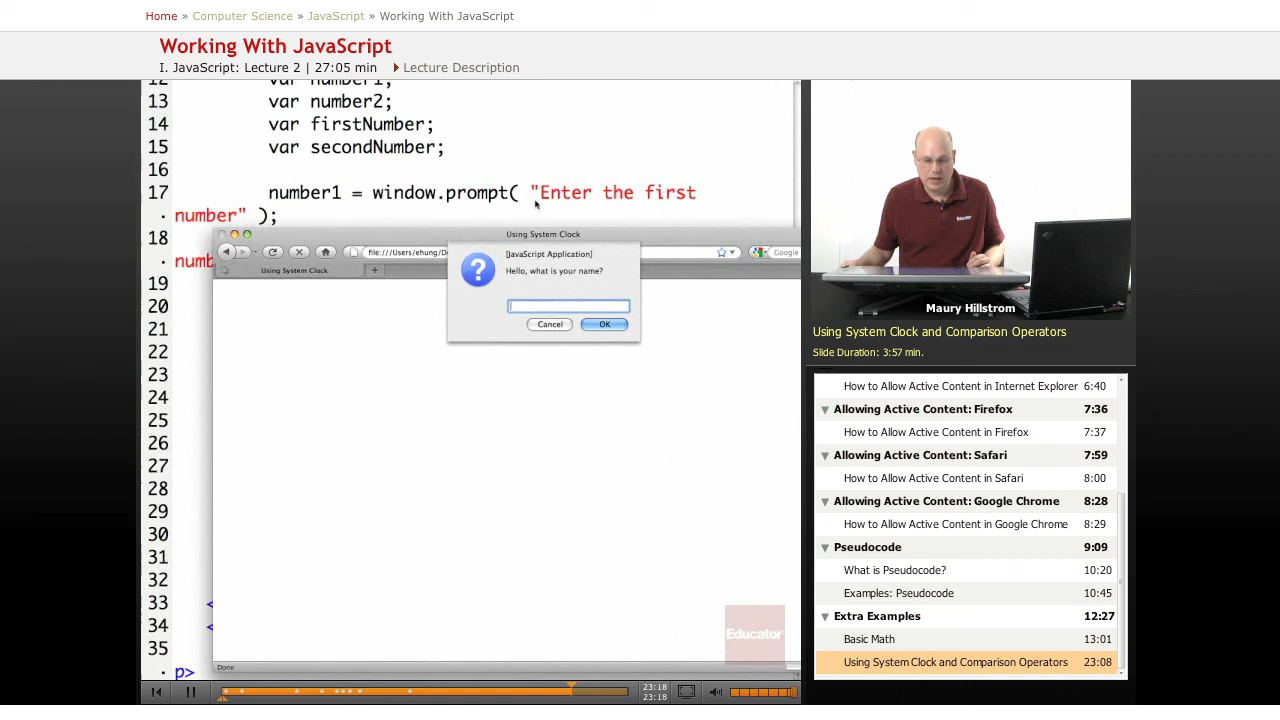 Home » Computer Science » JavaScript » Working With JavaScript
Working With JavaScript
I. JavaScript: Lecture 2 | 27:05 min Lecture Description
12 var number1;
13 var number2;
14 var firstNumber;
15 var secondNumber;
16
17 number1 = window.prompt( "Enter the first
· number" );
18
· numb
19
20
21
22
23
24
25
26
27
28
29
30
31
32
33 <
34 <
35
· p>
Using System Clock
file:///Users/ehung/D
Google
Using System Clock
+
[JavaScript Application]
Hello, what is your name?
Cancel OK
Done
Educator
23:18
23:18
Educator
Maury Hillstrom
Using System Clock and Comparison Operators
Slide Duration: 3:57 min.
How to Allow Active Content in Internet Explorer 6:40
Allowing Active Content: Firefox 7:36
How to Allow Active Content in Firefox 7:37
Allowing Active Content: Safari 7:59
How to Allow Active Content in Safari 8:00
Allowing Active Content: Google Chrome 8:28
How to Allow Active Content in Google Chrome 8:29
Pseudocode 9:09
What is Pseudocode? 10:20
Examples: Pseudocode 10:45
Extra Examples 12:27
Basic Math 13:01
Using System Clock and Comparison Operators 23:08